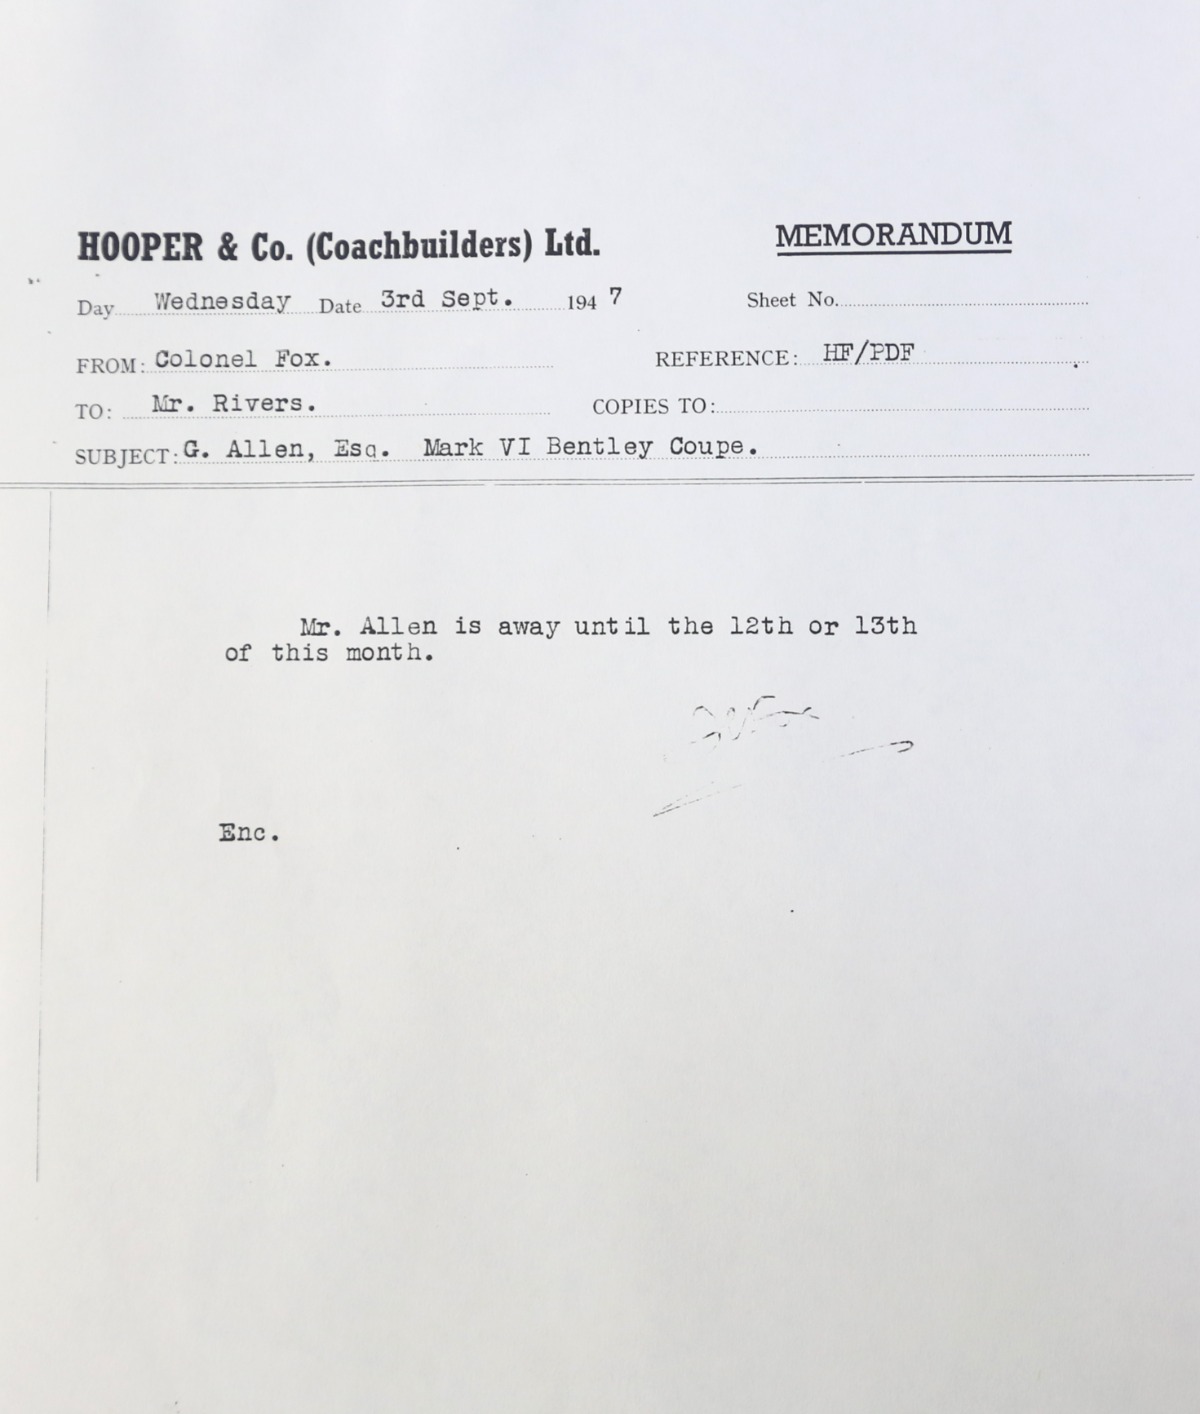 HOOPER & Co. (Coachbuilders) Ltd. MEMORANDUM
Day Wednesday Date 3rd Sept. 194 7 Sheet No.
FROM: Colonel Fox. REFERENCE: HF/PDF
TO: Mr. Rivers. COPIES TO:
SUBJECT: G. Allen, Esq. Mark VI Bentley Coupe.
Mr. Allen is away until the 12th or 13th
of this month.
Enc.